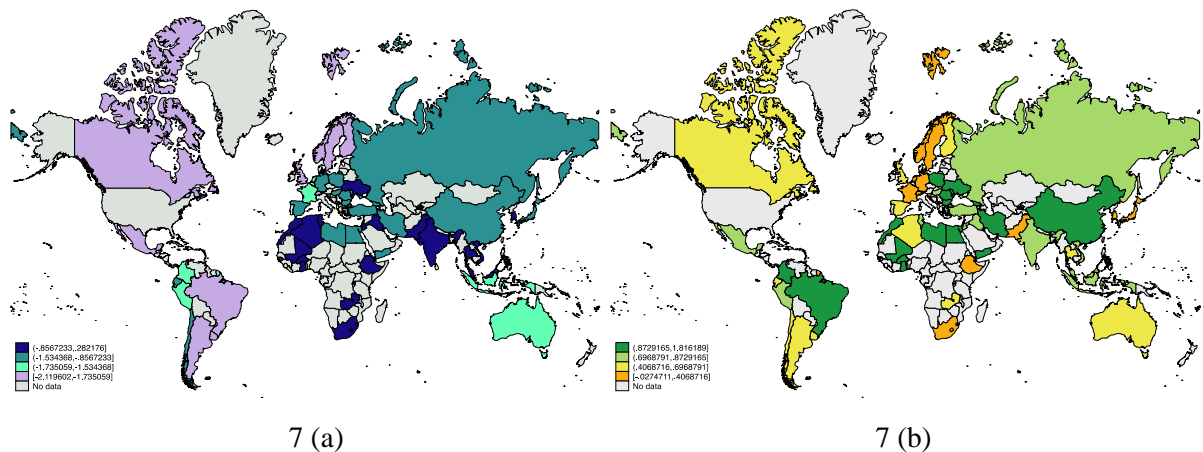 (-.8567233,.282176]
(-1.534368,-.8567233]
(-1.735059,-1.534368]
[-2.119602,-1.735059]
No data
(.8729165,1.816189]
(.6968791,.8729165]
(.4068716,.6968791]
[-.0274711,.4068716]
No data
7 (a)
7 (b)